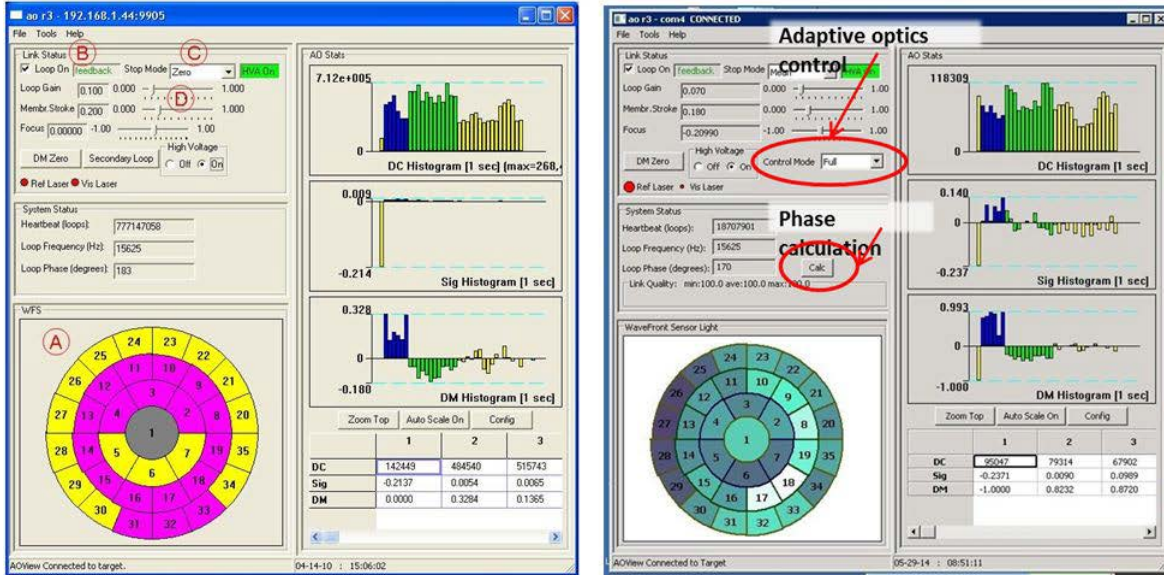 ao r3 - 192.168.1.44:9905
File Tools Help
Link Status
B
C
Loop On feedback Stop Mode Zero HVA On
Loop Gain 0.100 0.000 1.000
D
Membr.Stroke 0.200 0.000 1.000
Focus 0.00000 -1.00 1.00
DM Zero Secondary Loop High Voltage Off On
Ref Laser Vis Laser
System Status
Heartbeat (loops): 777147058
Loop Frequency (Hz): 15625
Loop Phase (degrees): 183
WFS
A
24 23
25 22
26 11 10 21
12 9
3
27 13 4 2 8 20
1
28 14 5 7 19 35
6
29 15 18 34
16 17
30 33
31 32
AO Stats
7.12e+005
0
DC Histogram [1 sec] (max=268,4
0.009
0.000
-0.214
Sig Histogram [1 sec]
0.328
0
-0.180
DM Histogram [1 sec]
Zoom Top Auto Scale On Config
1 2 3
DC 142449 484540 515743
Sig -0.2137 0.0054 0.0065
DM 0.0000 0.3284 0.1365
AOView Connected to target. 04-14-10 : 15:06:02
ao r3 - com4 CONNECTED
File Tools Help
Adaptive optics
control
Link Status
Loop On feedback Stop Mode Mean HVA On
Loop Gain 0.070 0.000 1.00
Membr.Stroke 0.180 0.000 1.00
Focus -0.20990 -1.00 1.00
DM Zero High Voltage Off On Control Mode Full
Ref Laser Vis Laser
System Status
Phase
calculation
Heartbeat (loops): 18707901
Loop Frequency (Hz): 15625
Loop Phase (degrees): 170 Calc
Link Quality: min:100.0 ave:100.0 max:100.0
WaveFront Sensor Light
24 23
25 22
26 11 10 21
12 9
3
27 13 4 2 8 20
1
28 14 5 7 19 35
6
29 15 18 34
16 17
30 33
31 32
AO Stats
118309
0
DC Histogram [1 sec]
0.140
0
-0.237
Sig Histogram [1 sec]
0.993
0
-1.000
DM Histogram [1 sec]
Zoom Top Auto Scale On Config
1 2 3
DC 95047 79314 67902
Sig -0.2371 0.0090 0.0989
DM -1.0000 0.8232 0.8720
AOView Connected to Target 05-29-14 : 08:51:11